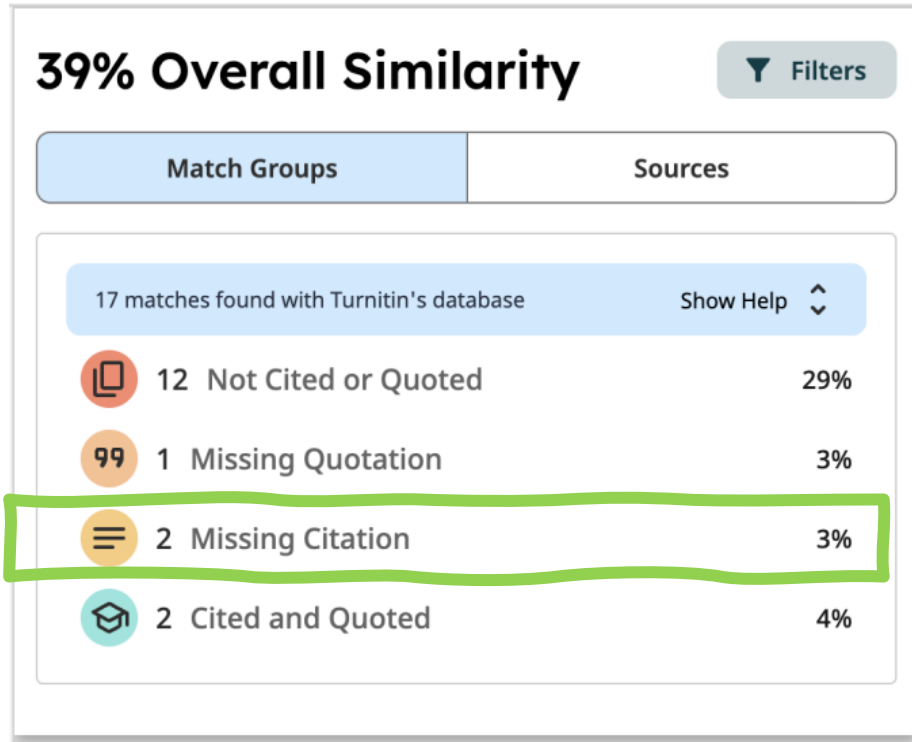 39% Overall Similarity
Filters
Match Groups
Sources
17 matches found with Turnitin's database
Show Help
12 Not Cited or Quoted 29%
99 1 Missing Quotation 3%
2 Missing Citation 3%
2 Cited and Quoted 4%